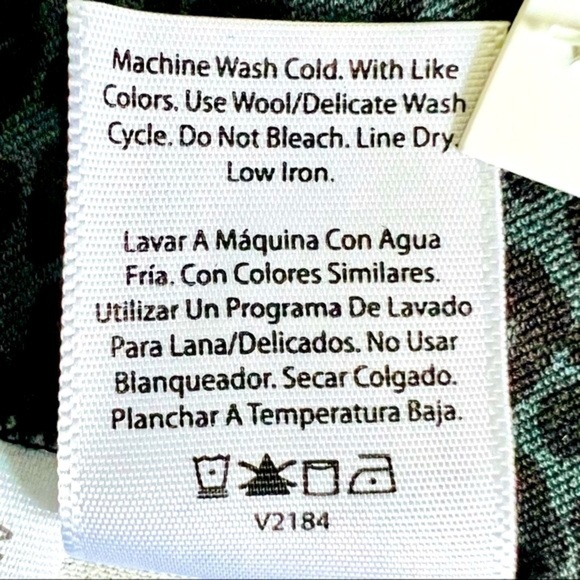 Machine Wash Cold. With Like
Colors. Use Wool/Delicate Wash
Cycle. Do Not Bleach. Line Dry.
Low Iron.
Lavar A Máquina Con Agua
Fría. Con Colores Similares.
Utilizar Un Programa De Lavado
Para Lana/Delicados. No Usar
Blanqueador. Secar Colgado.
Planchar A Temperatura Baja.
V2184